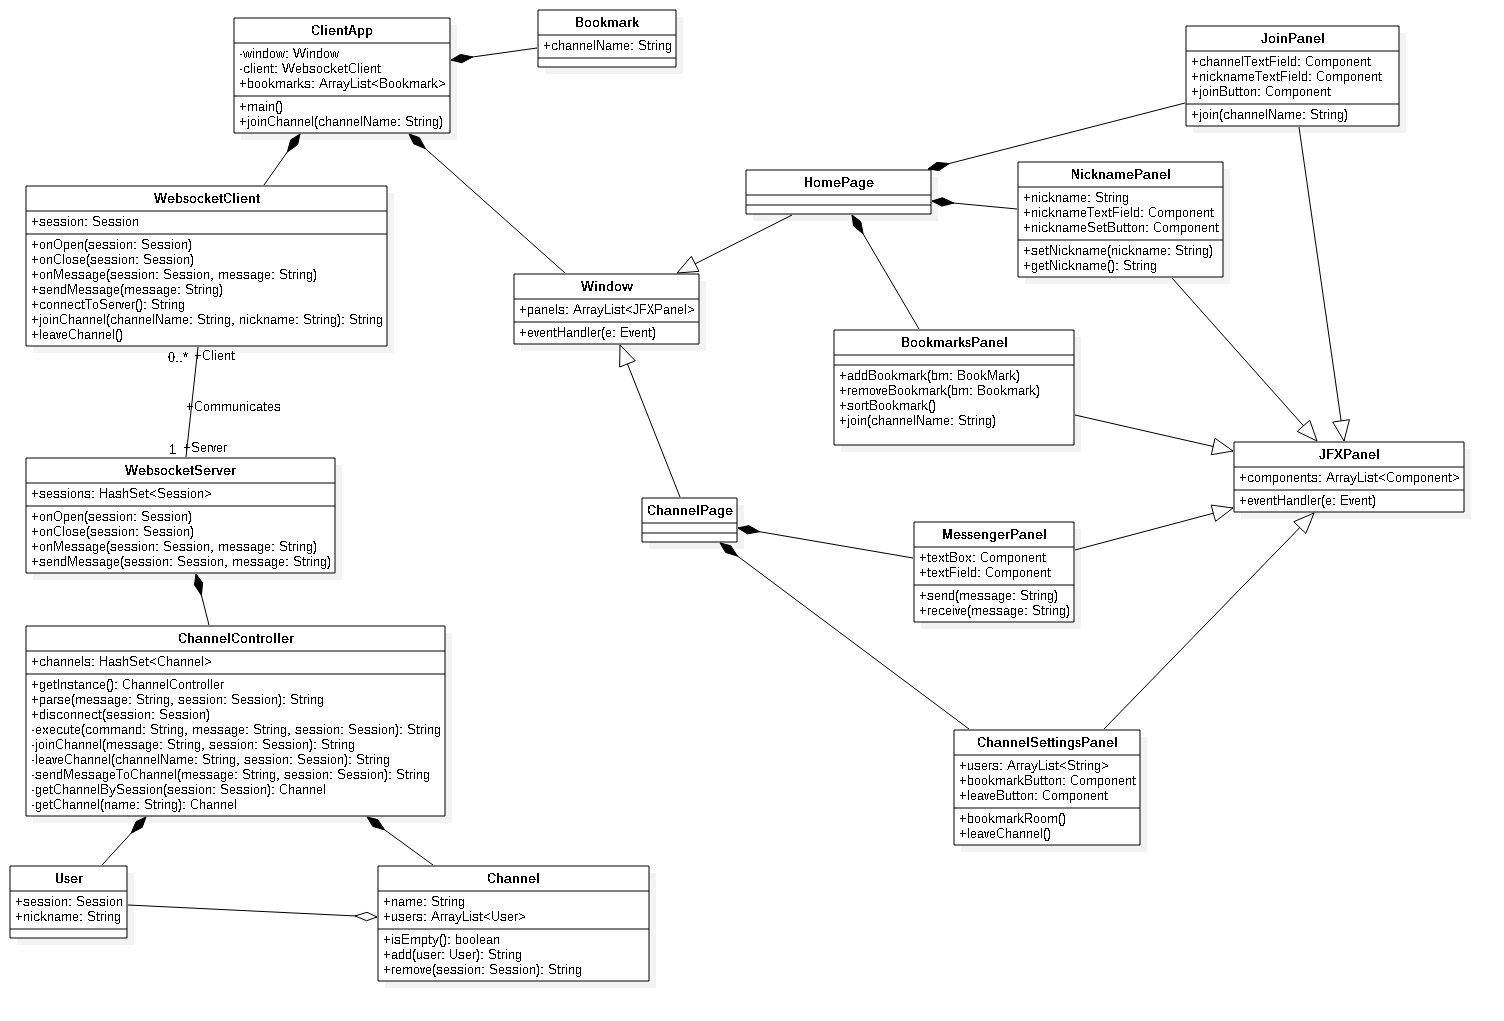 ClientApp
-window: Window
-client: WebsocketClient
+bookmarks: ArrayList<Bookmark>
+main()
+joinChannel(channelName: String)
Bookmark
+channelName: String
JoinPanel
+channelTextField: Component
+nicknameTextField: Component
+joinButton: Component
+join(channelName: String)
HomePage
NicknamePanel
+nickname: String
+nicknameTextField: Component
+nicknameSetButton: Component
+setNickname(nickname: String)
+getNickname(): String
WebsocketClient
+session: Session
+onOpen(session: Session)
+onClose(session: Session)
+onMessage(session: Session, message: String)
+sendMessage(message: String)
+connectToServer(): String
+joinChannel(channelName: String, nickname: String): String
+leaveChannel()
Window
+panels: ArrayList<JFXPanel>
+eventHandler(e: Event)
BookmarksPanel
+addBookmark(bm: BookMark)
+removeBookmark(bm: Bookmark)
+sortBookmark()
+join(channelName: String)
0..* +Client
+Communicates
1 +Server
JFXPanel
+components: ArrayList<Component>
+eventHandler(e: Event)
WebsocketServer
+sessions: HashSet<Session>
+onOpen(session: Session)
+onClose(session: Session)
+onMessage(session: Session, message: String)
+sendMessage(session: Session, message: String)
ChannelPage
MessengerPanel
+textBox: Component
+textField: Component
+send(message: String)
+receive(message: String)
ChannelController
+channels: HashSet<Channel>
+getInstance(): ChannelController
+parse(message: String, session: Session): String
+disconnect(session: Session)
-execute(command: String, message: String, session: Session): String
-joinChannel(message: String, session: Session): String
-leaveChannel(channelName: String, session: Session): String
-sendMessageToChannel(message: String, session: Session): String
-getChannelBySession(session: Session): Channel
-getChannel(name: String): Channel
ChannelSettingsPanel
+users: ArrayList<String>
+bookmarkButton: Component
+leaveButton: Component
+bookmarkRoom()
+leaveChannel()
User
+session: Session
+nickname: String
Channel
+name: String
+users: ArrayList<User>
+isEmpty(): boolean
+add(user: User): String
+remove(session: Session): String